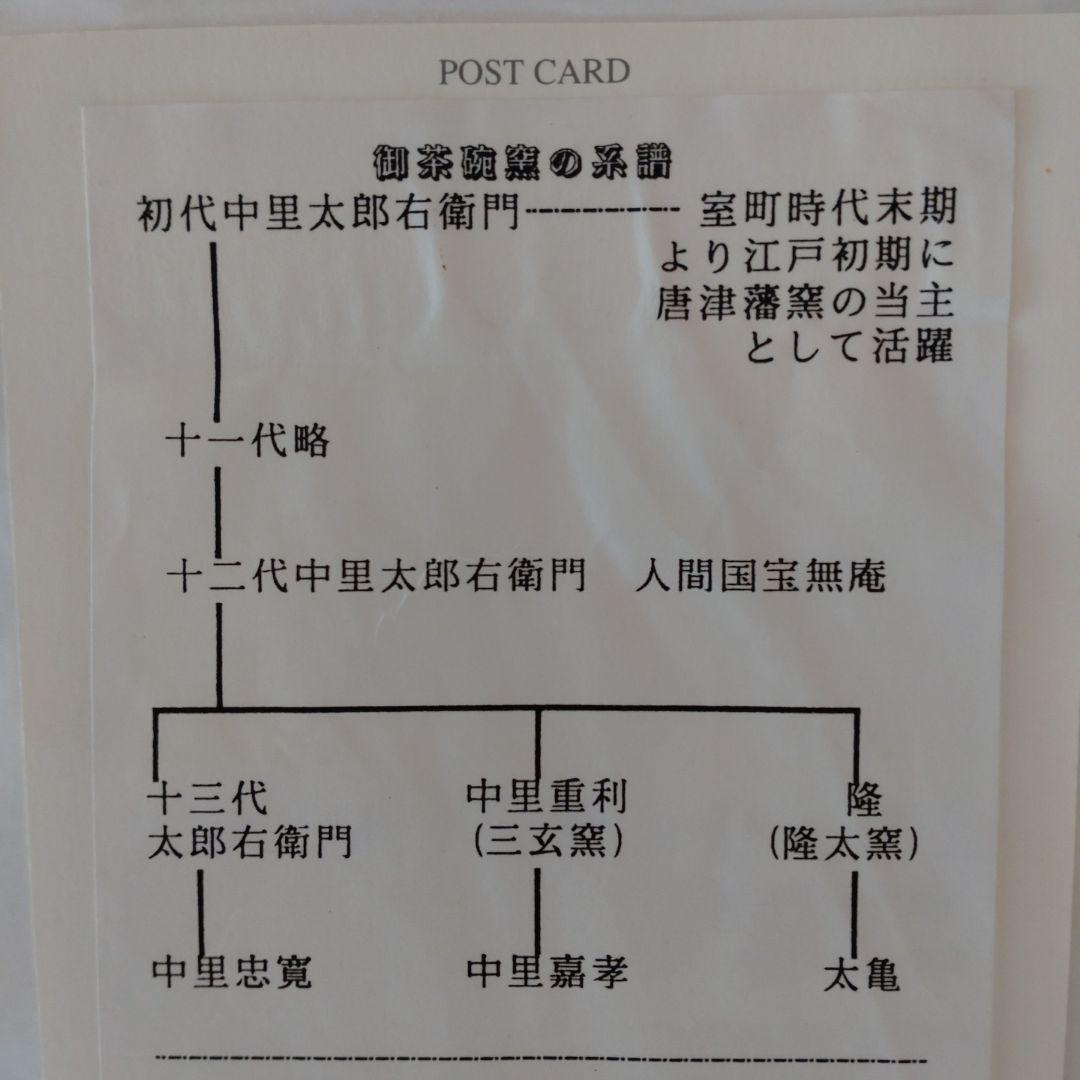 POST CARD
御茶碗窯の系譜
初代中里太郎右衛門
室町時代末期
より江戸初期に
唐津藩窯の当主
として活躍
十一代略
十二代中里太郎右衛門 人間国宝無庵
十三代
太郎右衛門
中里重利
(三玄窯)
隆
(隆太窯)
中里忠寛
中里嘉孝
太亀